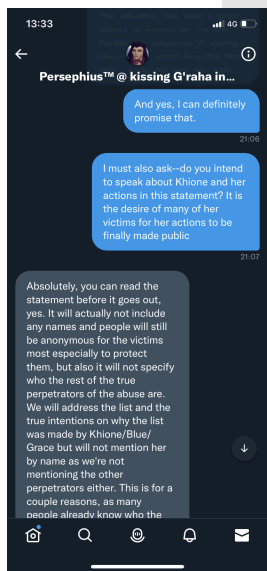 13:33
4G
Persephius™ @ kissing G'raha in...
And yes, I can definitely
promise that.
21:06
I must also ask--do you intend
to speak about Khione and her
actions in this statement? It is
the desire of many of her
victims for her actions to be
finally made public
21:07
Absolutely, you can read the
statement before it goes out,
yes. It will actually not include
any names and people will still
be anonymous for the victims
most especially to protect
them, but also it will not specify
who the rest of the true
perpetrators of the abuse are.
We will address the list and the
true intentions on why the list
was made by Khione/Blue/
Grace but will not mention her
by name as we're not
mentioning the other
perpetrators either. This is for a
couple reasons, as many
people already know who the